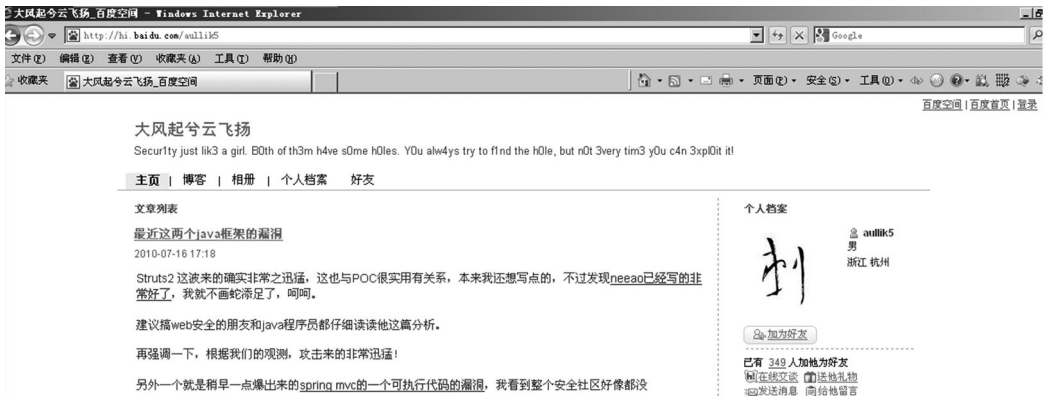 大风起兮云飞扬_百度空间 - Windows Internet Explorer
http://hi.baidu.com/aullik5
Google
文件(F) 编辑(E) 查看(V) 收藏夹(A) 工具(T) 帮助(H)
收藏夹 大风起兮云飞扬_百度空间 页面(P) 安全(S) 工具(O)
百度空间 | 百度首页 | 登录
大风起兮云飞扬
Secur1ty just lik3 a girl. B0th of th3m h4ve s0me h0les. Y0u alw4ys try to f1nd the h0le, but n0t 3very tim3 y0u c4n 3xpl0it it!
主页 | 博客 | 相册 | 个人档案 好友
文章列表
最近这两个java框架的漏洞
2010-07-16 17:18
Struts2 这波来的确实非常之迅猛，这也与POC很实用有关系，本来我还想写点的，不过发现neeao已经写的非
常好了，我就不画蛇添足了，呵呵。
建议搞web安全的朋友和java程序员都仔细读读他这篇分析。
再强调一下，根据我们的观测，攻击来的非常迅猛！
另外一个就是稍早一点爆出来的spring mvc的一个可执行代码的漏洞，我看到整个安全社区好像都没
个人档案
刺
aullik5
男
浙江 杭州
加为好友
已有 349 人加他为好友
在线交谈 送他礼物
发送消息 给他留言